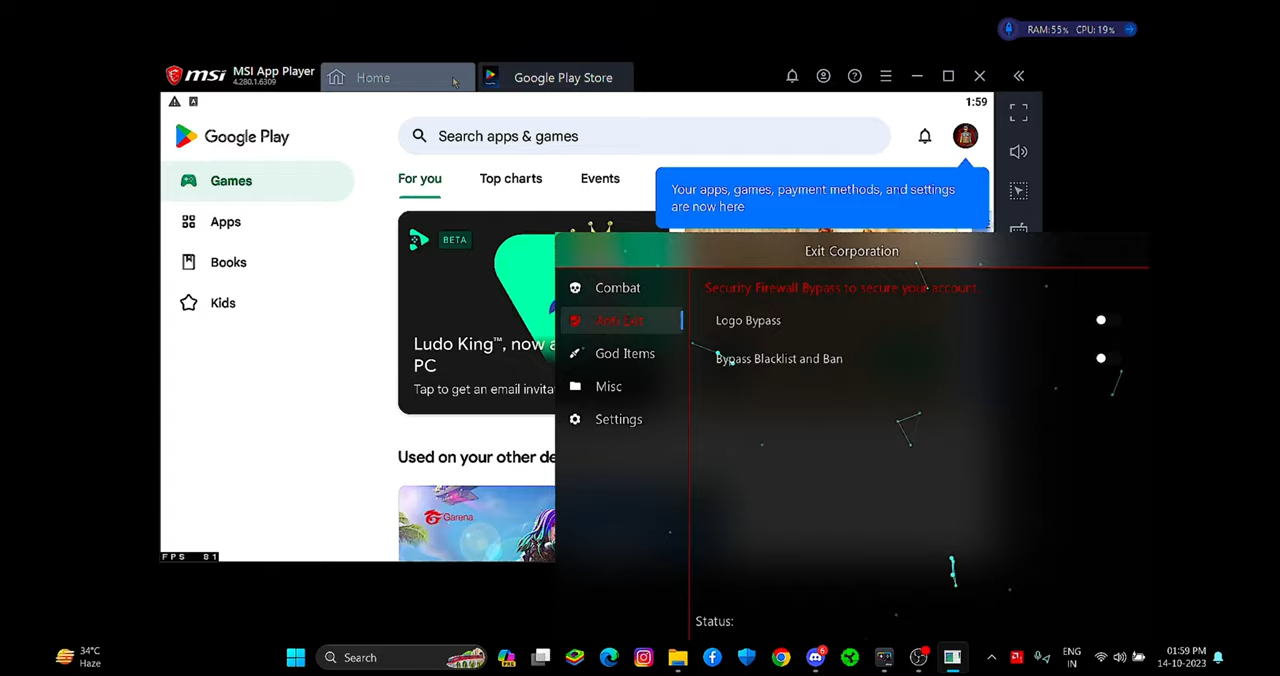 RAM:55% CPU:19%
msi MSI App Player
4.280.1.6309
Home
Google Play Store
1:59
Google Play
Search apps & games
Games
Apps
Books
Kids
For you
Top charts
Events
Your apps, games, payment methods, and settings
are now here
BETA
Ludo King™, now a
PC
Tap to get an email invita
Used on your other de
Garena
FPS 81
Exit Corporation
Combat
God Items
Misc
Settings
Security Firewall Bypass to secure your account
Logo Bypass
Bypass Blacklist and Ban
Status:
34°C
Haze
Search
PRE
6
ENG
IN
01:59 PM
14-10-2023